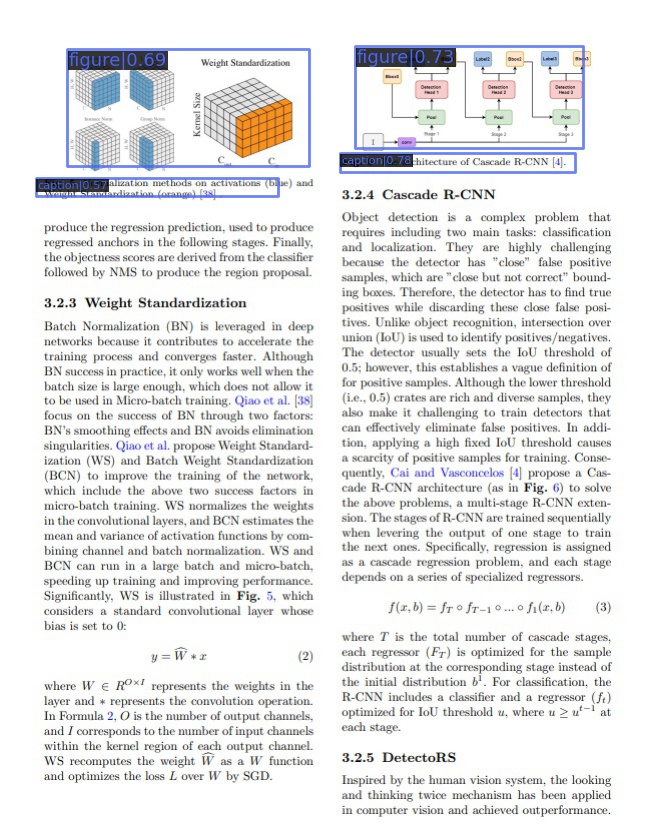 figure|0.69
Weight Standardization
Kernel Size
Instance Norm
Group Norm
caption|0.57
alization methods on activations (blue) and
Weight Standardization (orange) [38]
produce the regression prediction, used to produce
regressed anchors in the following stages. Finally,
the objectness scores are derived from the classifier
followed by NMS to produce the region proposal.
3.2.3 Weight Standardization
Batch Normalization (BN) is leveraged in deep
networks because it contributes to accelerate the
training process and converges faster. Although
BN success in practice, it only works well when the
batch size is large enough, which does not allow it
to be used in Micro-batch training. Qiao et al. [38]
focus on the success of BN through two factors:
BN's smoothing effects and BN avoids elimination
singularities. Qiao et al. propose Weight Standard-
ization (WS) and Batch Weight Standardization
(BCN) to improve the training of the network,
which include the above two success factors in
micro-batch training. WS normalizes the weights
in the convolutional layers, and BCN estimates the
mean and variance of activation functions by com-
bining channel and batch normalization. WS and
BCN can run in a large batch and micro-batch,
speeding up training and improving performance.
Significantly, WS is illustrated in Fig. 5, which
considers a standard convolutional layer whose
bias is set to 0:
y = Ŵ * x (2)
where W ∈ R^{O×I} represents the weights in the
layer and * represents the convolution operation.
In Formula 2, O is the number of output channels,
and I corresponds to the number of input channels
within the kernel region of each output channel.
WS recomputes the weight Ŵ as a W function
and optimizes the loss L over W by SGD.
figure|0.73
Label2
Bbox2
Label3
Bbox3
Bbox0
Detection Head 1
Detection Head 2
Detection Head 3
Pool
Pool
Pool
Stage 1
Stage 2
Stage 3
I
conv
caption|0.78
chitecture of Cascade R-CNN [4].
3.2.4 Cascade R-CNN
Object detection is a complex problem that
requires including two main tasks: classification
and localization. They are highly challenging
because the detector has "close" false positive
samples, which are "close but not correct" bound-
ing boxes. Therefore, the detector has to find true
positives while discarding these close false posi-
tives. Unlike object recognition, intersection over
union (IoU) is used to identify positives/negatives.
The detector usually sets the IoU threshold of
0.5; however, this establishes a vague definition of
for positive samples. Although the lower threshold
(i.e., 0.5) crates are rich and diverse samples, they
also make it challenging to train detectors that
can effectively eliminate false positives. In addi-
tion, applying a high fixed IoU threshold causes
a scarcity of positive samples for training. Conse-
quently, Cai and Vasconcelos [4] propose a Cas-
cade R-CNN architecture (as in Fig. 6) to solve
the above problems, a multi-stage R-CNN exten-
sion. The stages of R-CNN are trained sequentially
when levering the output of one stage to train
the next ones. Specifically, regression is assigned
as a cascade regression problem, and each stage
depends on a series of specialized regressors.
f(x, b) = f_T ∘ f_{T−1} ∘ ... ∘ f_1(x, b) (3)
where T is the total number of cascade stages,
each regressor (F_T) is optimized for the sample
distribution at the corresponding stage instead of
the initial distribution b^1. For classification, the
R-CNN includes a classifier and a regressor (f_t)
optimized for IoU threshold u, where u ≥ u^{t−1} at
each stage.
3.2.5 DetectoRS
Inspired by the human vision system, the looking
and thinking twice mechanism has been applied
in computer vision and achieved outperformance.